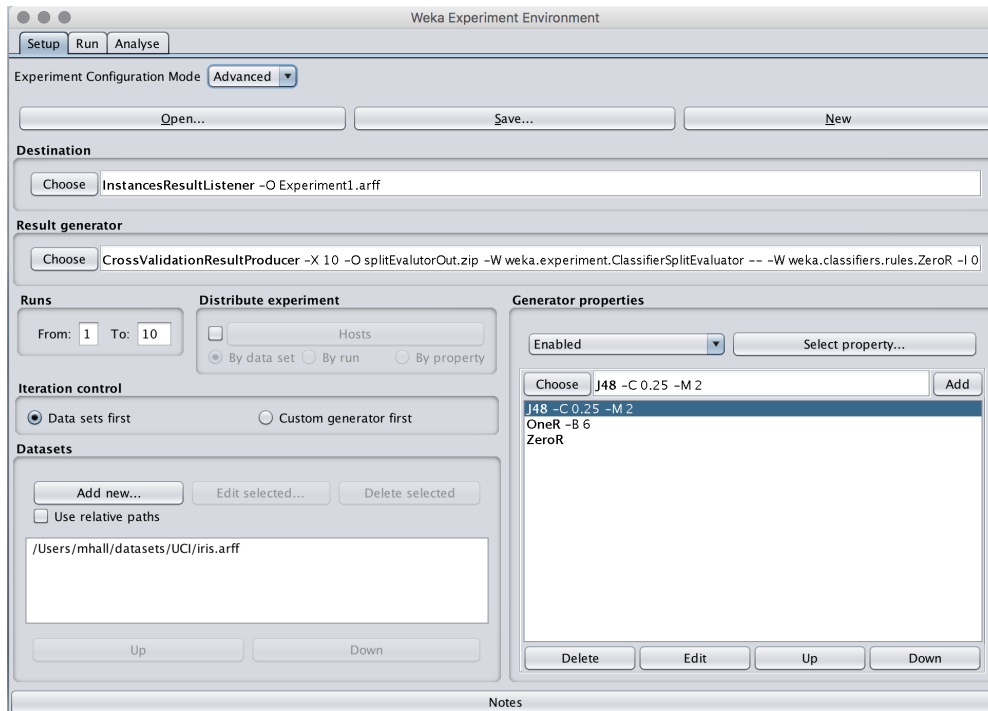 Weka Experiment Environment
Setup Run Analyse
Experiment Configuration Mode Advanced
Open... Save... New
Destination
Choose InstancesResultListener -O Experiment1.arff
Result generator
Choose CrossValidationResultProducer -X 10 -O splitEvalutorOut.zip -W weka.experiment.ClassifierSplitEvaluator -- -W weka.classifiers.rules.ZeroR -I 0
Runs
From: 1 To: 10
Distribute experiment
Hosts
By data set By run By property
Iteration control
Data sets first Custom generator first
Datasets
Add new... Edit selected... Delete selected
Use relative paths
/Users/mhall/datasets/UCI/iris.arff
Up Down
Generator properties
Enabled Select property...
Choose J48 -C 0.25 -M 2 Add
J48 -C 0.25 -M 2
OneR -B 6
ZeroR
Delete Edit Up Down
Notes